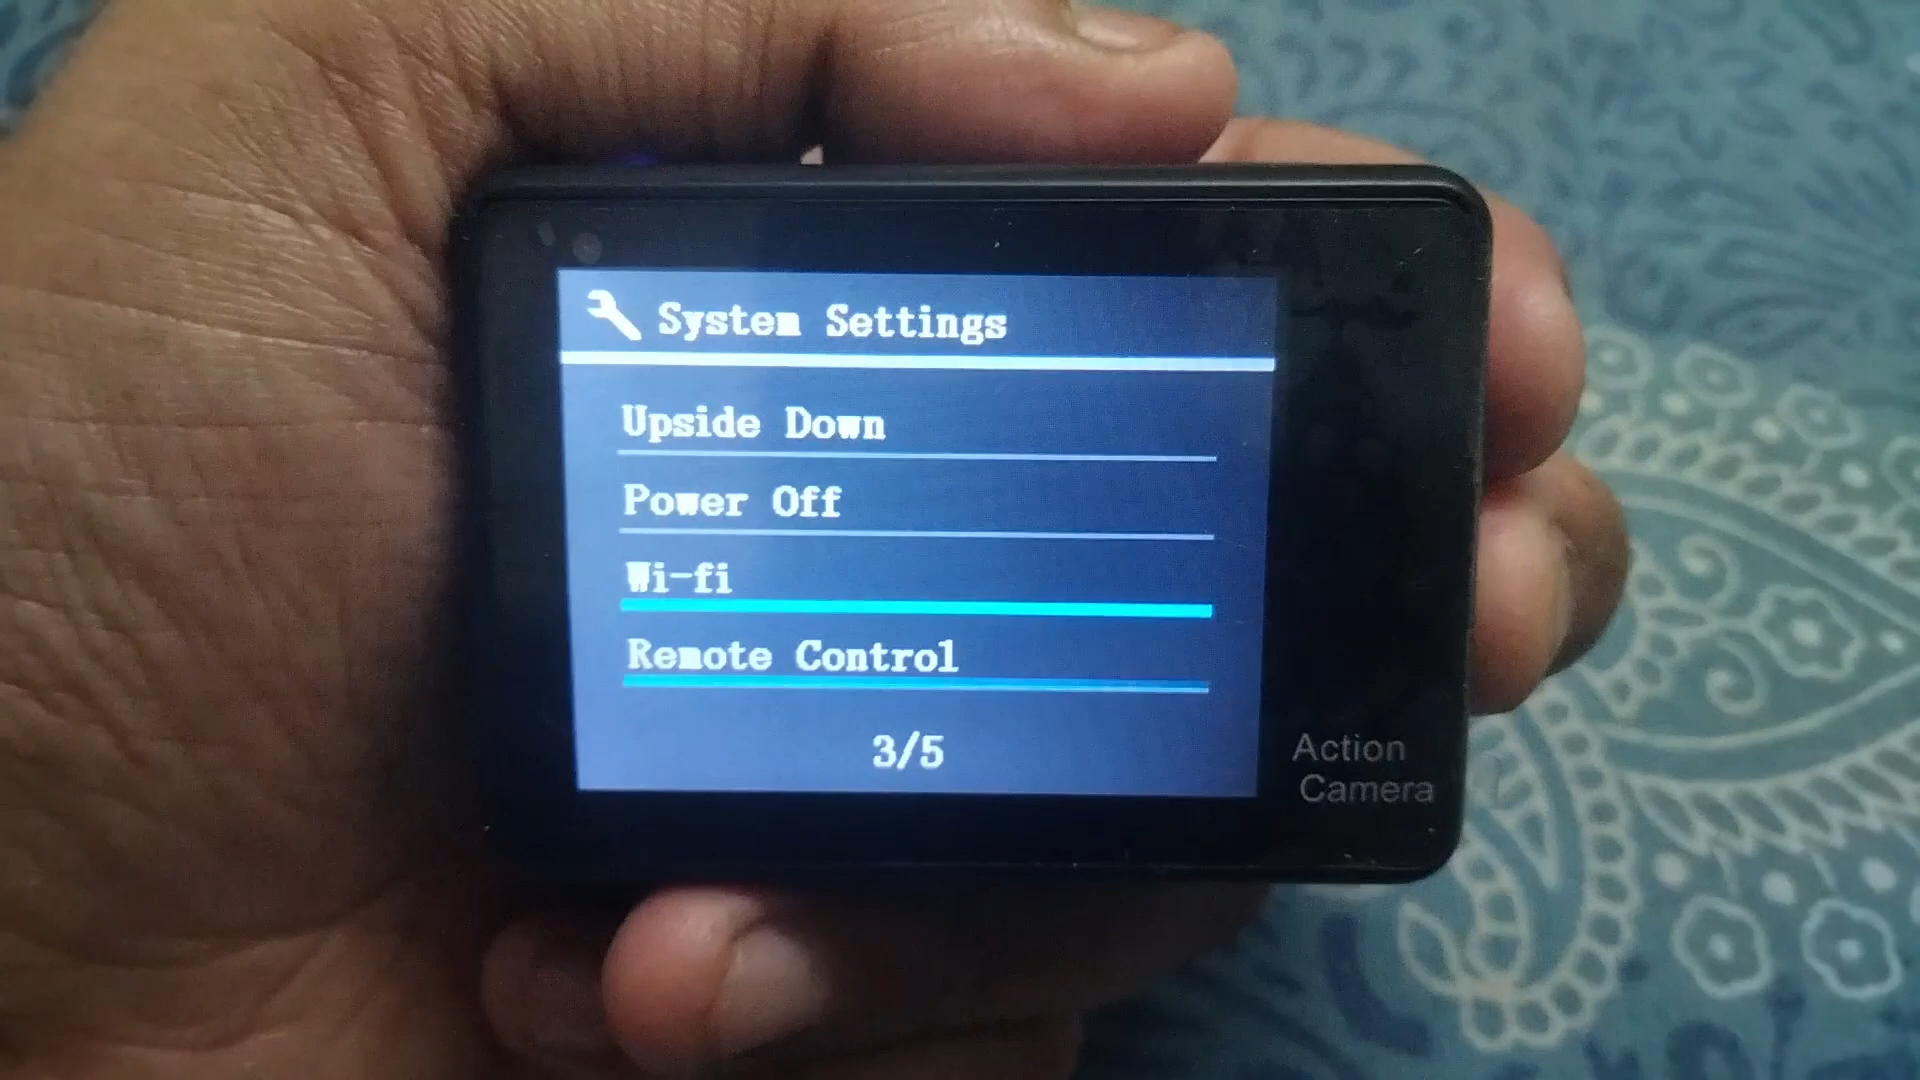 System Settings
Upside Down
Power Off
Wi-fi
Remote Control
3/5
Action
Camera